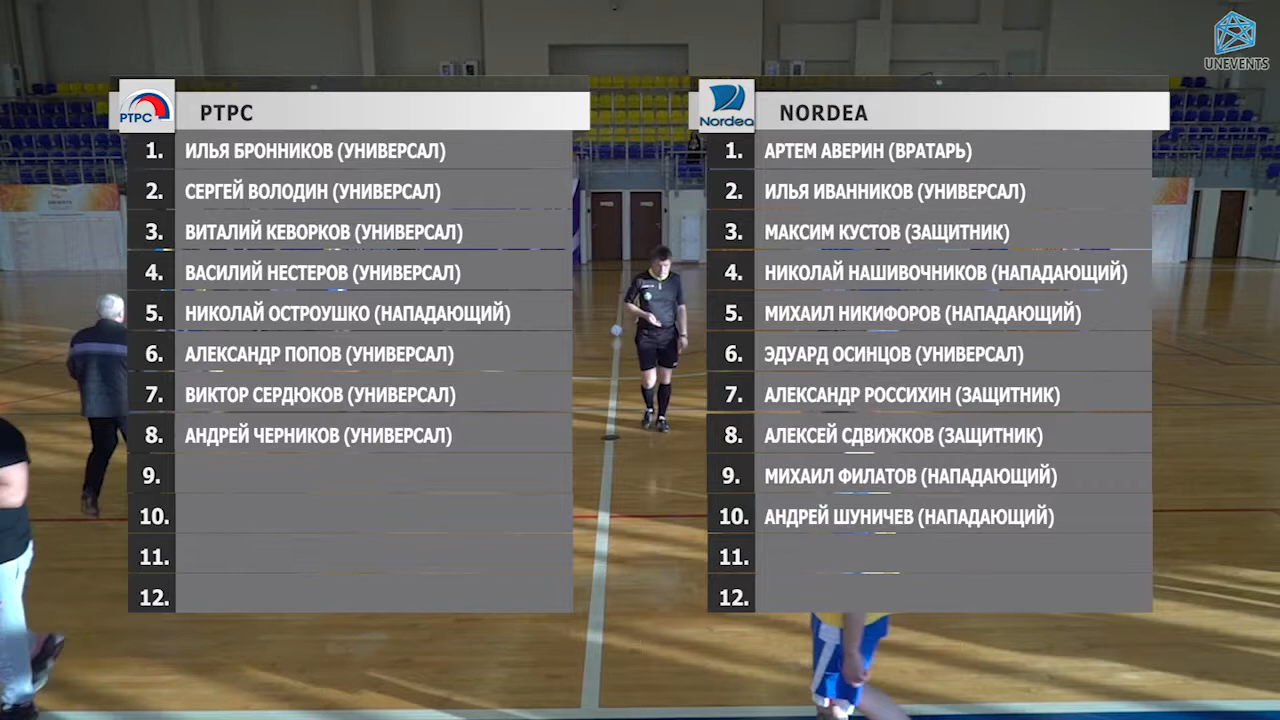 UNEVENTS
РТРС
РТРС
1. ИЛЬЯ БРОННИКОВ (УНИВЕРСАЛ)
2. СЕРГЕЙ ВОЛОДИН (УНИВЕРСАЛ)
3. ВИТАЛИЙ КЕВОРКОВ (УНИВЕРСАЛ)
4. ВАСИЛИЙ НЕСТЕРОВ (УНИВЕРСАЛ)
5. НИКОЛАЙ ОСТРОУШКО (НАПАДАЮЩИЙ)
6. АЛЕКСАНДР ПОПОВ (УНИВЕРСАЛ)
7. ВИКТОР СЕРДЮКОВ (УНИВЕРСАЛ)
8. АНДРЕЙ ЧЕРНИКОВ (УНИВЕРСАЛ)
9.
10.
11.
12.
Nordea
NORDEA
1. АРТЕМ АВЕРИН (ВРАТАРЬ)
2. ИЛЬЯ ИВАННИКОВ (УНИВЕРСАЛ)
3. МАКСИМ КУСТОВ (ЗАЩИТНИК)
4. НИКОЛАЙ НАШИВОЧНИКОВ (НАПАДАЮЩИЙ)
5. МИХАИЛ НИКИФОРОВ (НАПАДАЮЩИЙ)
6. ЭДУАРД ОСИНЦОВ (УНИВЕРСАЛ)
7. АЛЕКСАНДР РОССИХИН (ЗАЩИТНИК)
8. АЛЕКСЕЙ СДВИЖКОВ (ЗАЩИТНИК)
9. МИХАИЛ ФИЛАТОВ (НАПАДАЮЩИЙ)
10. АНДРЕЙ ШУНИЧЕВ (НАПАДАЮЩИЙ)
11.
12.